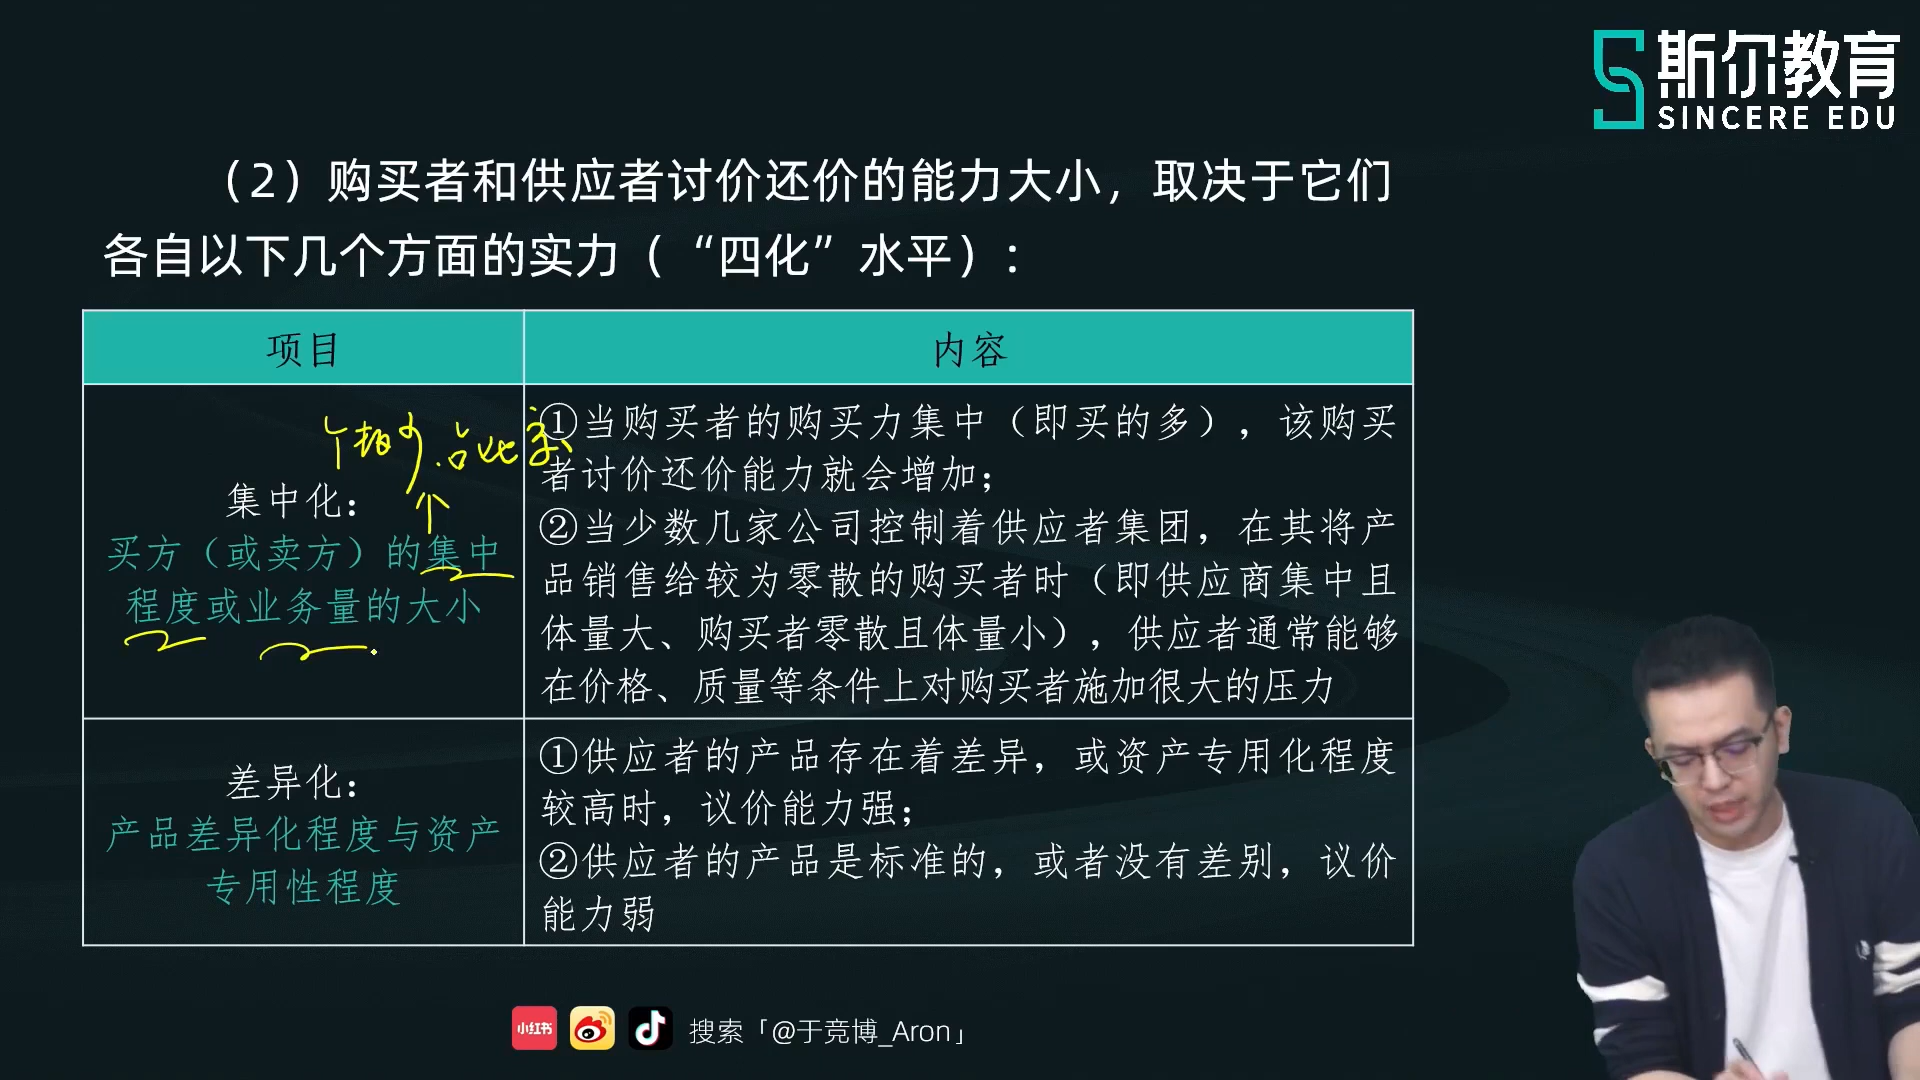 斯尔教育
SINCERE EDU
（2）购买者和供应者讨价还价的能力大小，取决于它们
各自以下几个方面的实力（“四化”水平）：
项目
内容
集中化：
买方（或卖方）的集中
程度或业务量的大小
①当购买者的购买力集中（即买的多），该购买
者讨价还价能力就会增加；
②当少数几家公司控制着供应者集团，在其将产
品销售给较为零散的购买者时（即供应商集中且
体量大、购买者零散且体量小），供应者通常能够
在价格、质量等条件上对购买者施加很大的压力
差异化：
产品差异化程度与资产
专用性程度
①供应者的产品存在着差异，或资产专用化程度
较高时，议价能力强；
②供应者的产品是标准的，或者没有差别，议价
能力弱
小红书
搜索「@于竞博_Aron」